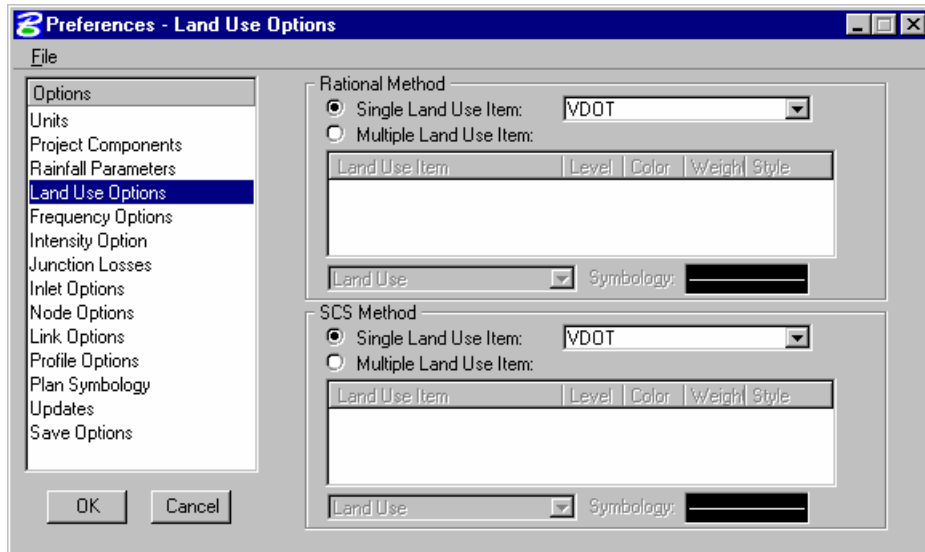 Preferences - Land Use Options
File
Options
Units
Project Components
Rainfall Parameters
Land Use Options
Frequency Options
Intensity Option
Junction Losses
Inlet Options
Node Options
Link Options
Profile Options
Plan Symbology
Updates
Save Options
OK Cancel
Rational Method
Single Land Use Item: VDOT
Multiple Land Use Item:
Land Use Item Level Color Weight Style
Land Use Symbology:
SCS Method
Single Land Use Item: VDOT
Multiple Land Use Item:
Land Use Item Level Color Weight Style
Land Use Symbology: